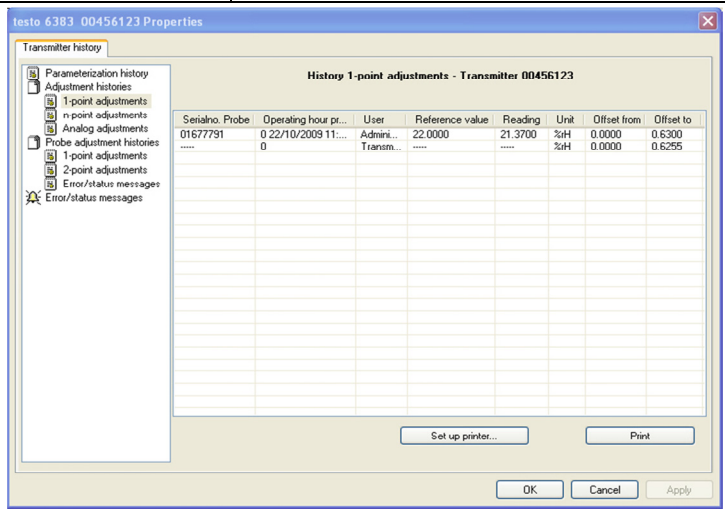 testo 6383 00456123 Properties
Transmitter history
Parameterization history
Adjustment histories
1-point adjustments
n-point adjustments
Analog adjustments
Probe adjustment histories
1-point adjustments
2-point adjustments
Error/status messages
Error/status messages
History 1-point adjustments - Transmitter 00456123
Serialno. Probe Operating hour pr... User Reference value Reading Unit Offset from Offset to
01677791 0 22/10/2009 11:... Admini... 22.0000 21.3700 %rH 0.0000 0.6300
----- 0 Transm... ----- ----- %rH 0.0000 0.6255
Set up printer... Print
OK Cancel Apply